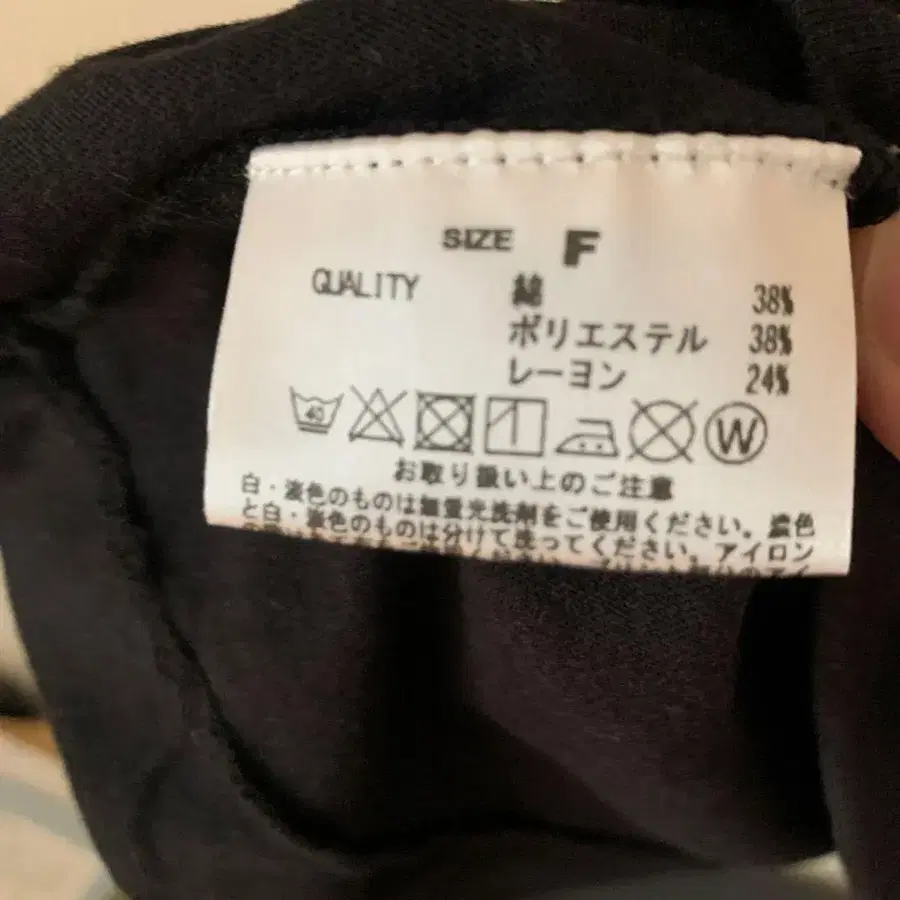 SIZE F
QUALITY 綿 38%
ポリエステル 38%
レーヨン 24%
40 W
お取り扱い上のご注意
白・淡色のものは無蛍光洗剤をご使用ください。濃色
と白・淡色のものは分けて洗ってください。アイロン